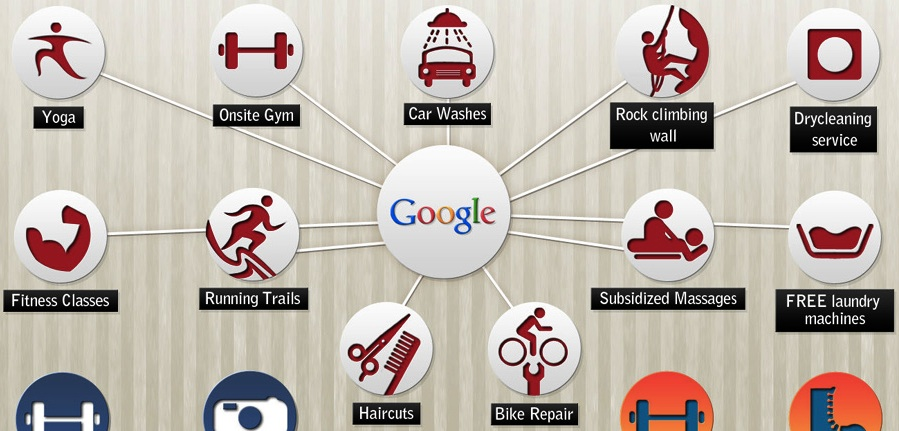 Yoga
Onsite Gym
Car Washes
Rock climbing
wall
Drycleaning
service
Google
Fitness Classes
Running Trails
Subsidized Massages
FREE laundry
machines
Haircuts
Bike Repair